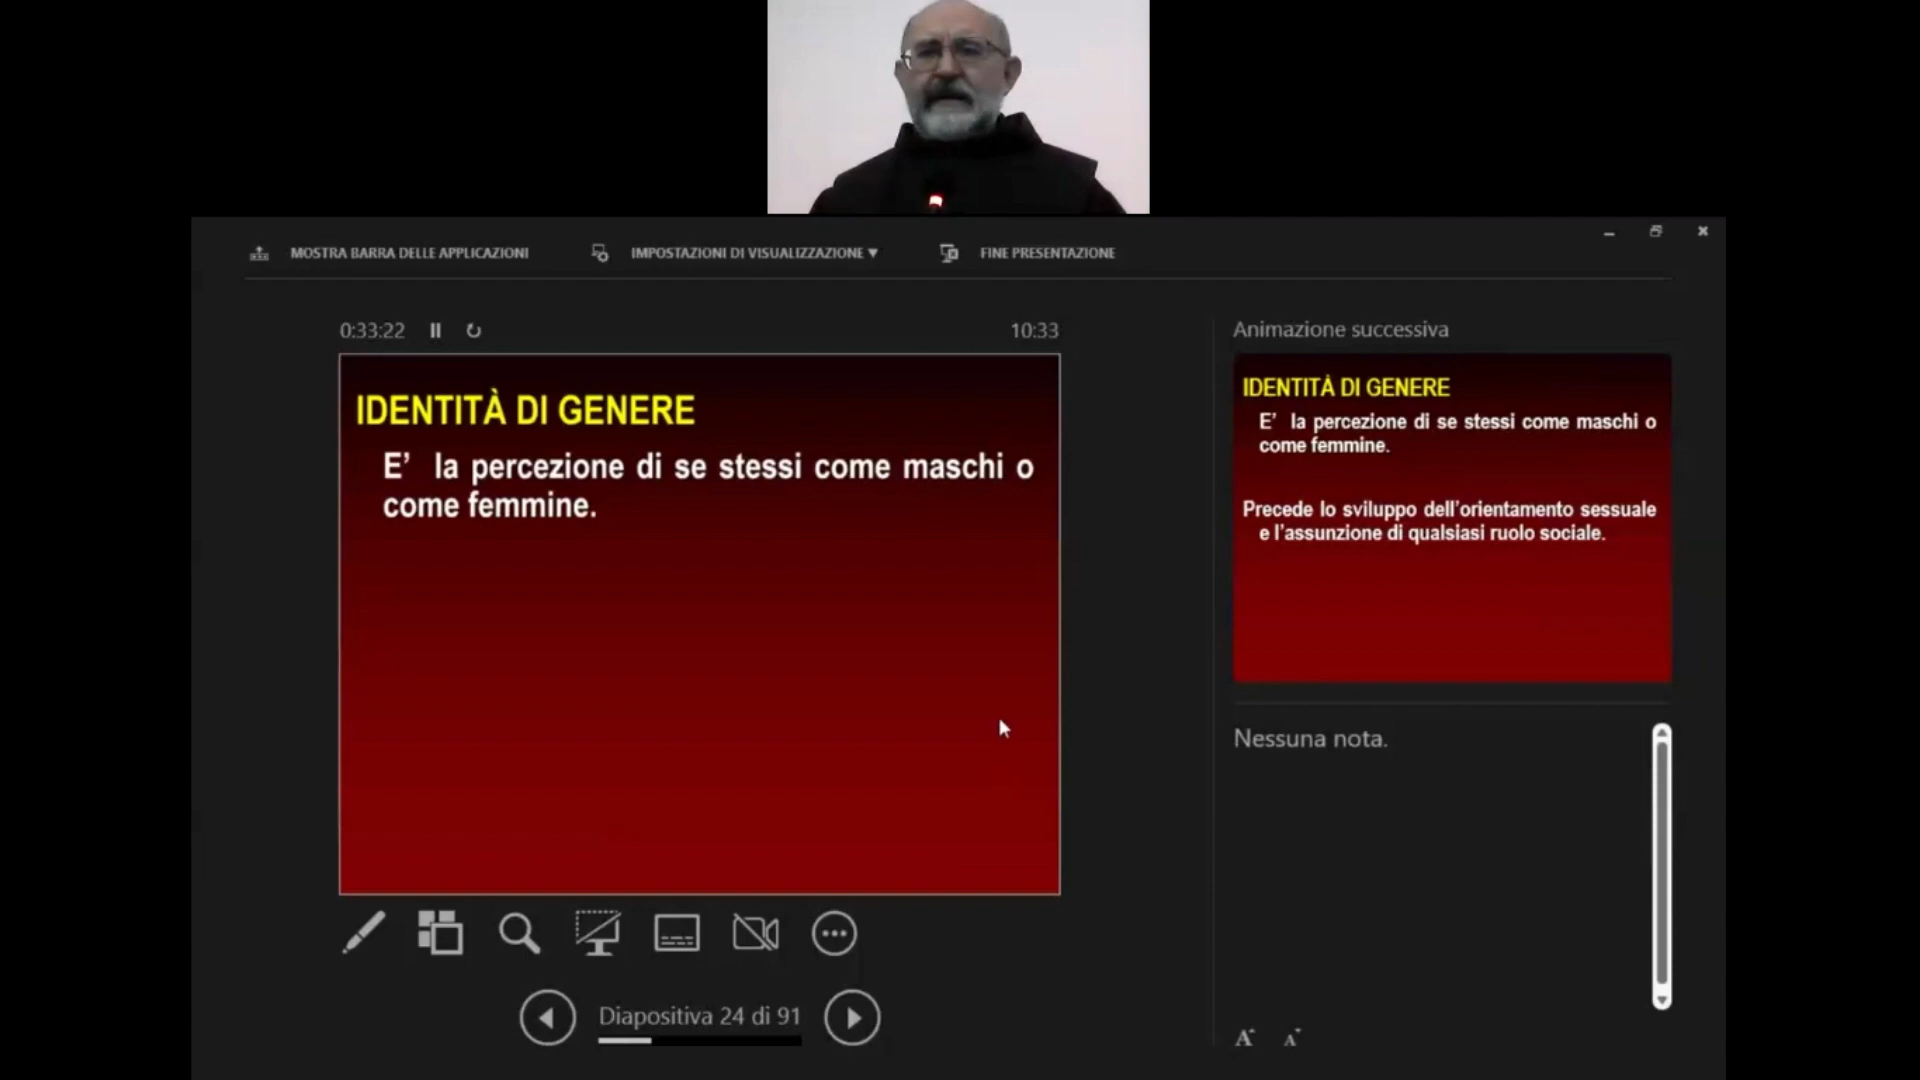 MOSTRA BARRA DELLE APPLICAZIONI
IMPOSTAZIONI DI VISUALIZZAZIONE ▼
FINE PRESENTAZIONE
0:33:22
10:33
IDENTITÀ DI GENERE
E’ la percezione di se stessi come maschi o
come femmine.
Diapositiva 24 di 91
Animazione successiva
IDENTITÀ DI GENERE
E’ la percezione di se stessi come maschi o
come femmine.
Precede lo sviluppo dell’orientamento sessuale
e l’assunzione di qualsiasi ruolo sociale.
Nessuna nota.
A A